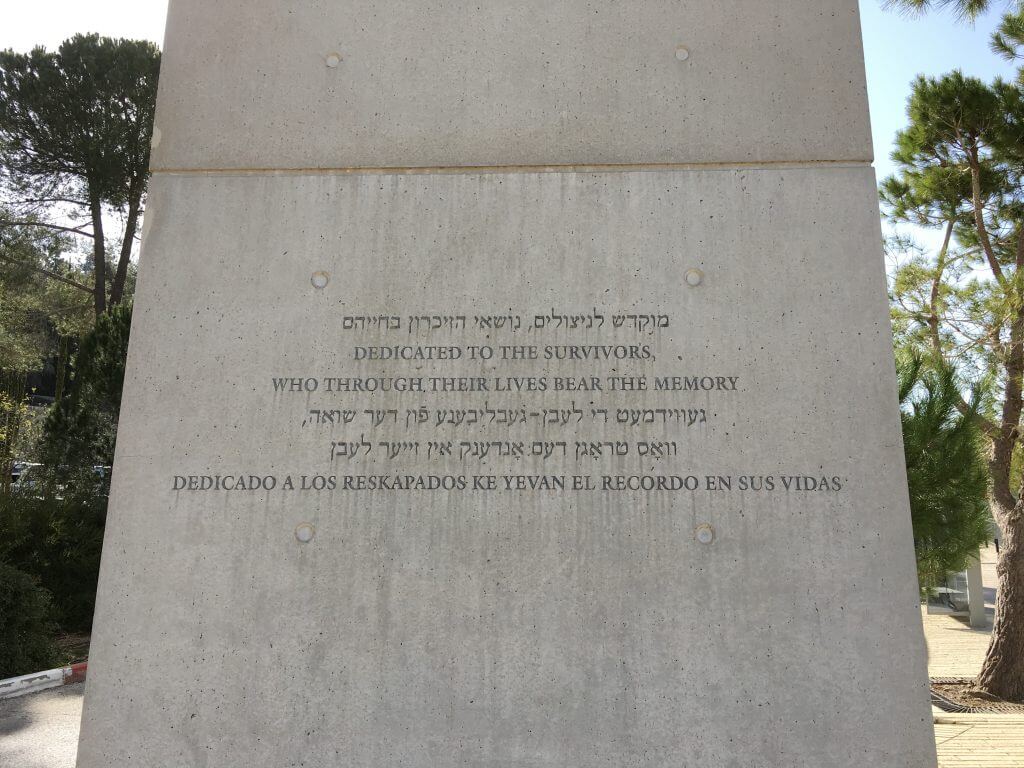 מוקדש לניצולים, נושאי הזיכרון בחייהם
DEDICATED TO THE SURVIVORS,
WHO THROUGH THEIR LIVES BEAR THE MEMORY
געווידמעט די לעבן-געבליבענע פֿון דער שואה,
וואָס טראָגן דעם אָנדענק אין זייער לעבן
DEDICADO A LOS RESKAPADOS KE YEVAN EL RECORDO EN SUS VIDAS